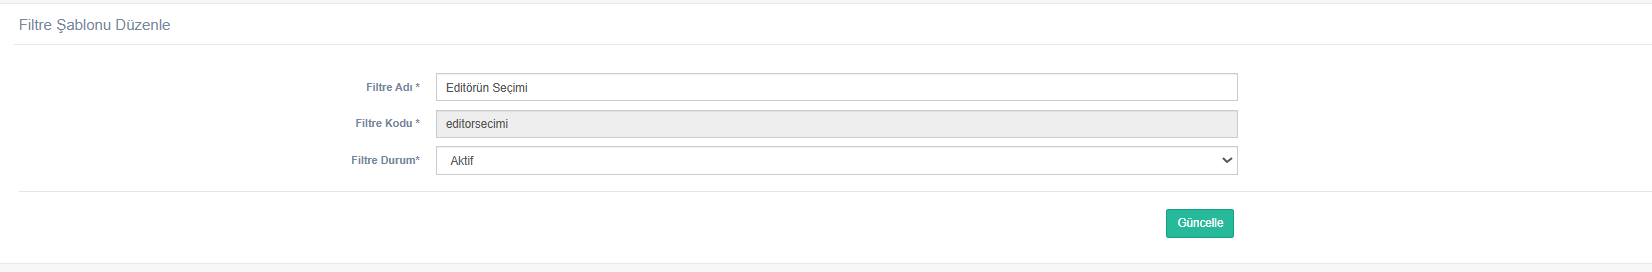 Filtre Şablonu Düzenle
Filtre Adı * Editörün Seçimi
Filtre Kodu * editorsecimi
Filtre Durum* Aktif
Güncelle